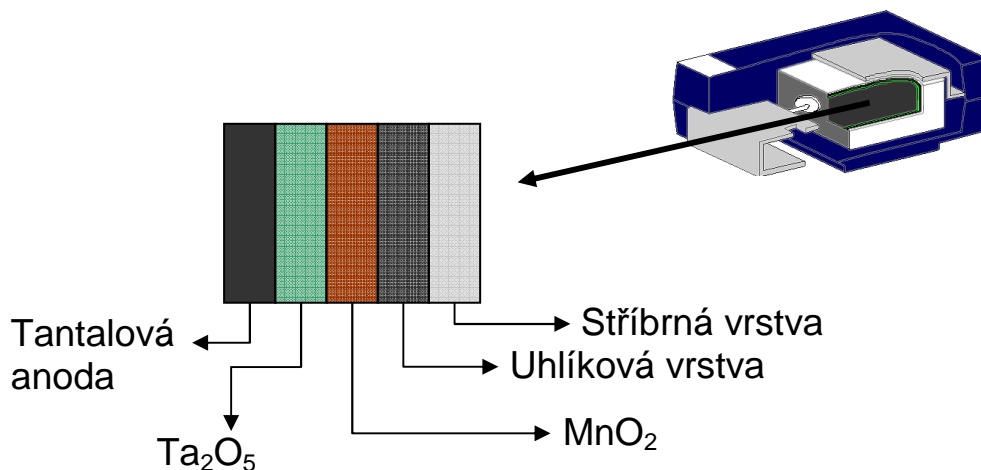 Tantalová
anoda
Ta₂O₅
Stříbrná vrstva
Uhlíková vrstva
MnO₂